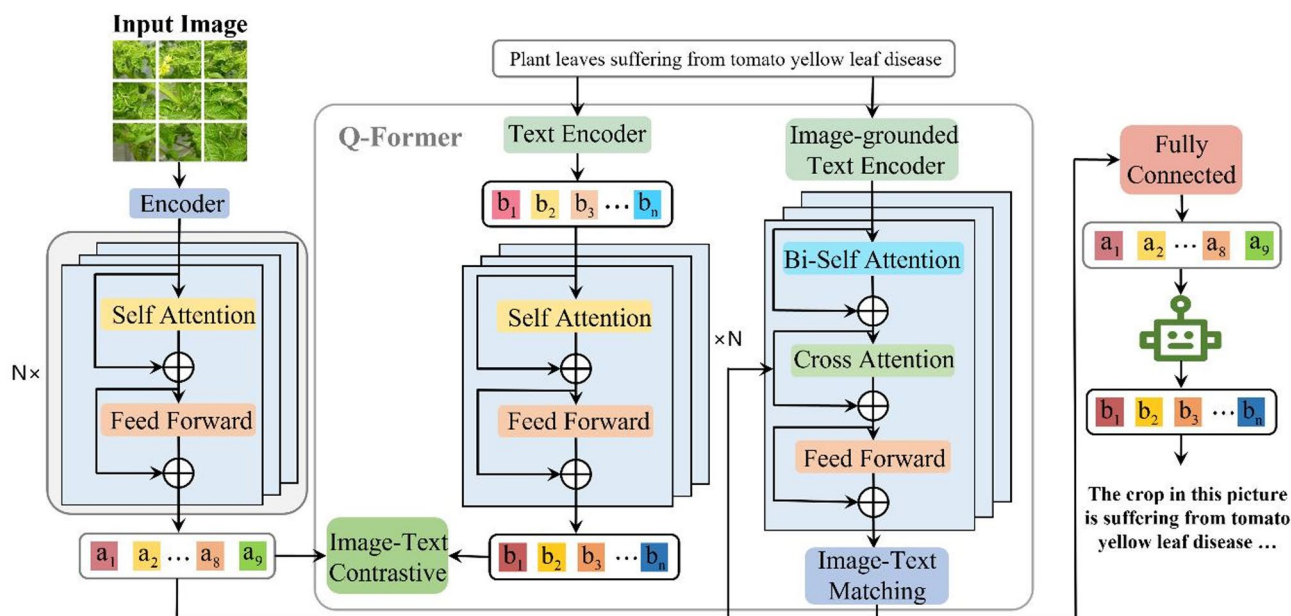 Input Image
Encoder
N×
Self Attention
Feed Forward
a1 a2 … a8 a9
Plant leaves suffering from tomato yellow leaf disease
Q-Former
Text Encoder
b1 b2 b3 … bn
Self Attention
Feed Forward
×N
b1 b2 b3 … bn
Image-Text
Contrastive
Image-grounded
Text Encoder
Bi-Self Attention
Cross Attention
Feed Forward
Image-Text
Matching
Fully
Connected
a1 a2 … a8 a9
b1 b2 b3 … bn
The crop in this picture
is suffering from tomato
yellow leaf disease …